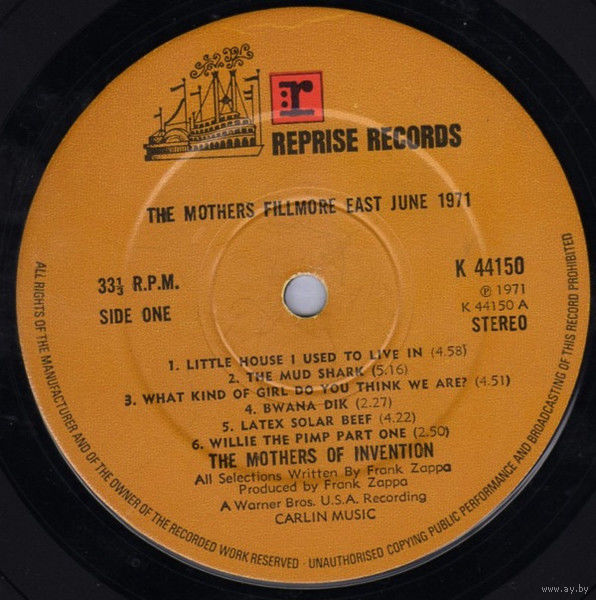 r
REPRISE RECORDS
THE MOTHERS FILLMORE EAST JUNE 1971
33⅓ R.P.M.
SIDE ONE
K 44150
℗ 1971
K 44150 A
STEREO
1. LITTLE HOUSE I USED TO LIVE IN (4.58)
2. THE MUD SHARK (5.16)
3. WHAT KIND OF GIRL DO YOU THINK WE ARE? (4.51)
4. BWANA DIK (2.27)
5. LATEX SOLAR BEEF (4.22)
6. WILLIE THE PIMP PART ONE (2.50)
THE MOTHERS OF INVENTION
All Selections Written By Frank Zappa
Produced by Frank Zappa
A Warner Bros. U.S.A. Recording
CARLIN MUSIC
ALL RIGHTS OF THE MANUFACTURER AND OF THE OWNER OF THE RECORDED WORK RESERVED · UNAUTHORISED COPYING PUBLIC PERFORMANCE AND BROADCASTING OF THIS RECORD PROHIBITED
www.ay.by